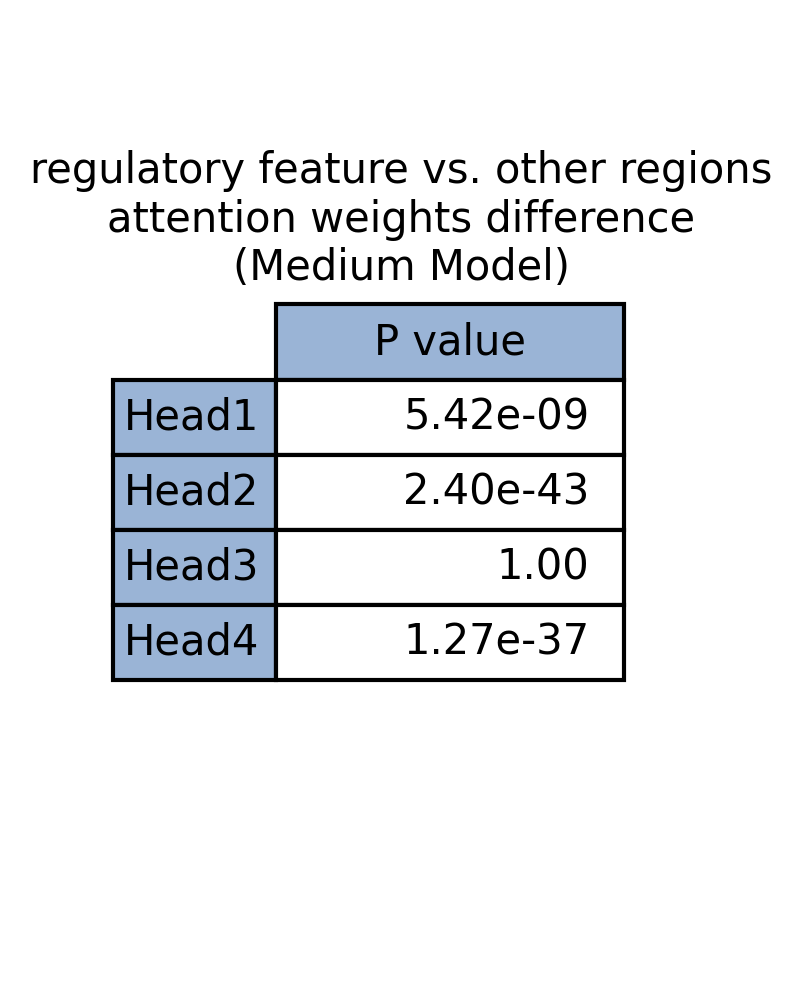 regulatory feature vs. other regions
attention weights difference
(Medium Model)
P value
Head1 5.42e-09
Head2 2.40e-43
Head3 1.00
Head4 1.27e-37